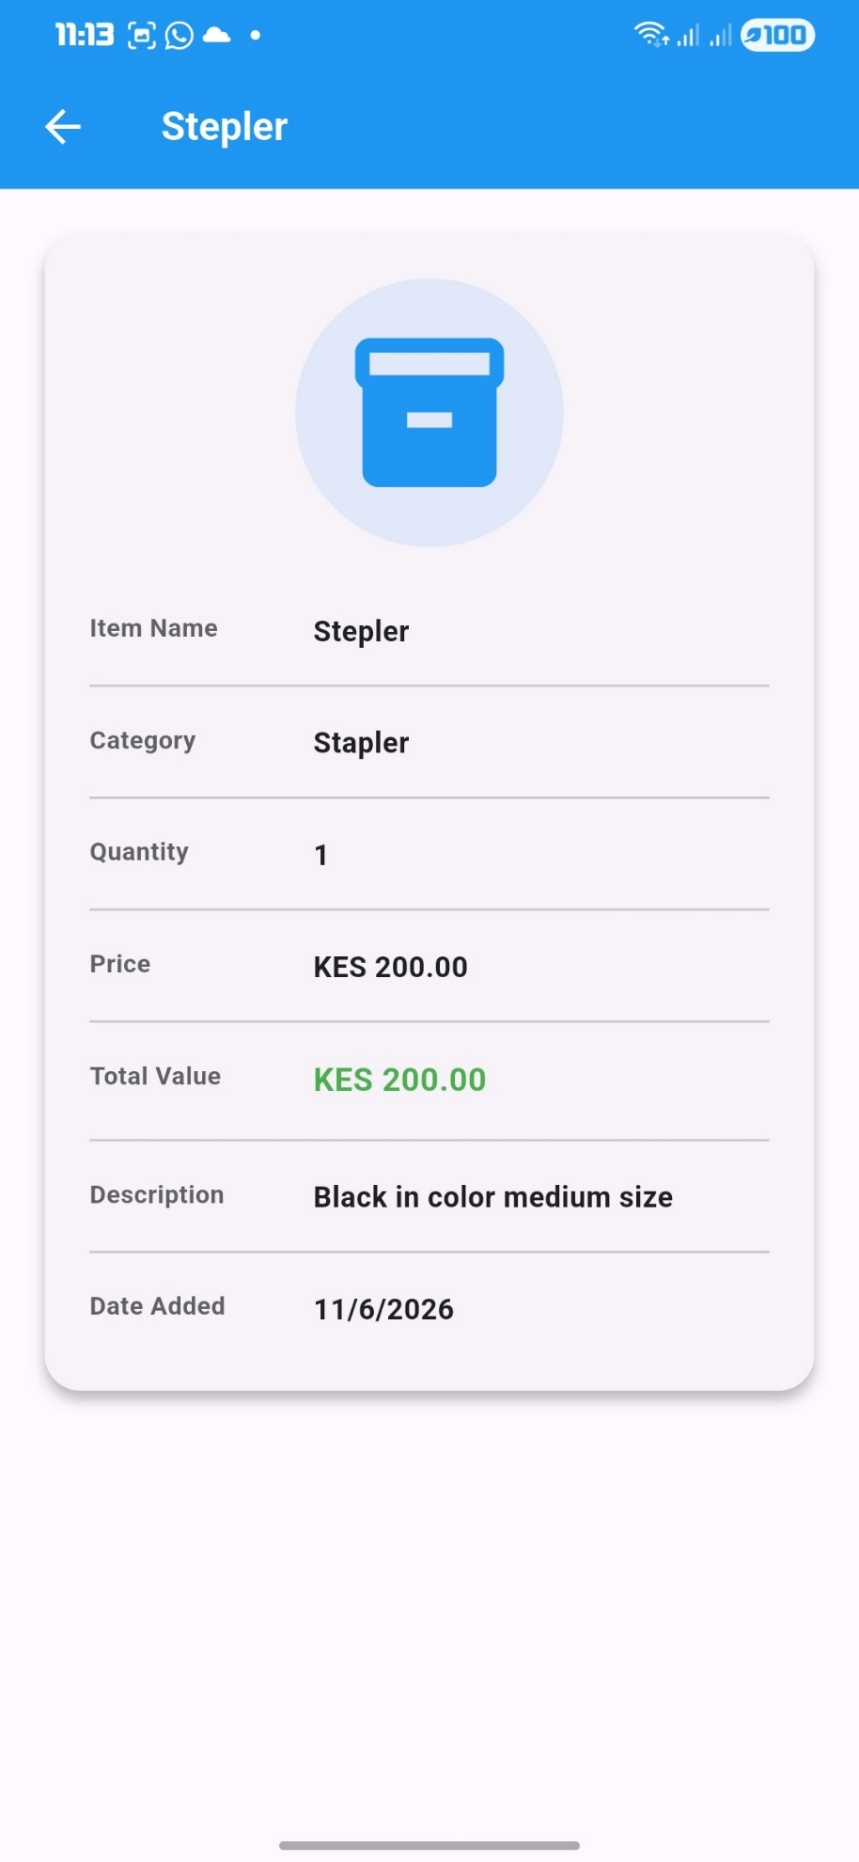 11:13
100
Stepler
Item Name Stepler
Category Stapler
Quantity 1
Price KES 200.00
Total Value KES 200.00
Description Black in color medium size
Date Added 11/6/2026